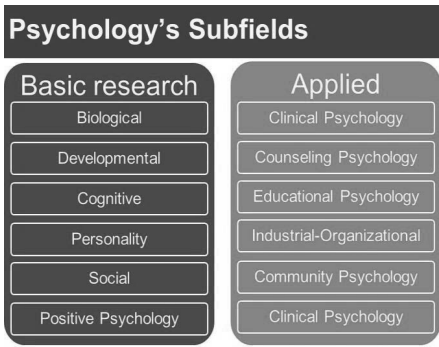 Psychology's Subfields
Basic research
Biological
Developmental
Cognitive
Personality
Social
Positive Psychology
Applied
Clinical Psychology
Counseling Psychology
Educational Psychology
Industrial-Organizational
Community Psychology
Clinical Psychology